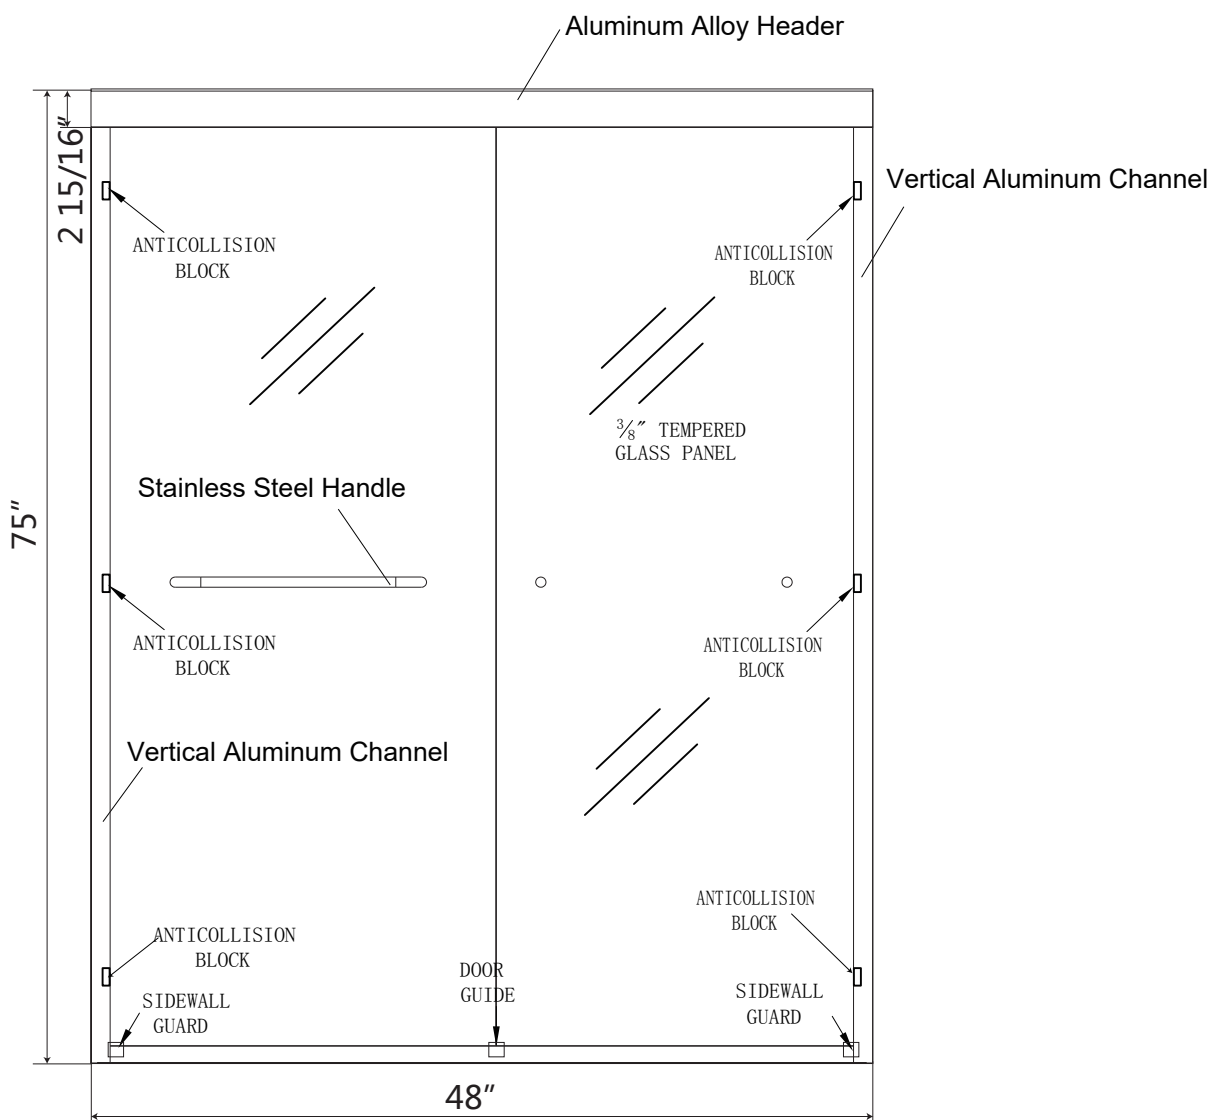 Aluminum Alloy Header
2 15/16″
Vertical Aluminum Channel
ANTICOLLISION
BLOCK
ANTICOLLISION
BLOCK
3/8″ TEMPERED
GLASS PANEL
Stainless Steel Handle
75″
ANTICOLLISION
BLOCK
ANTICOLLISION
BLOCK
Vertical Aluminum Channel
ANTICOLLISION
BLOCK
ANTICOLLISION
BLOCK
DOOR
GUIDE
SIDEWALL
GUARD
SIDEWALL
GUARD
48″